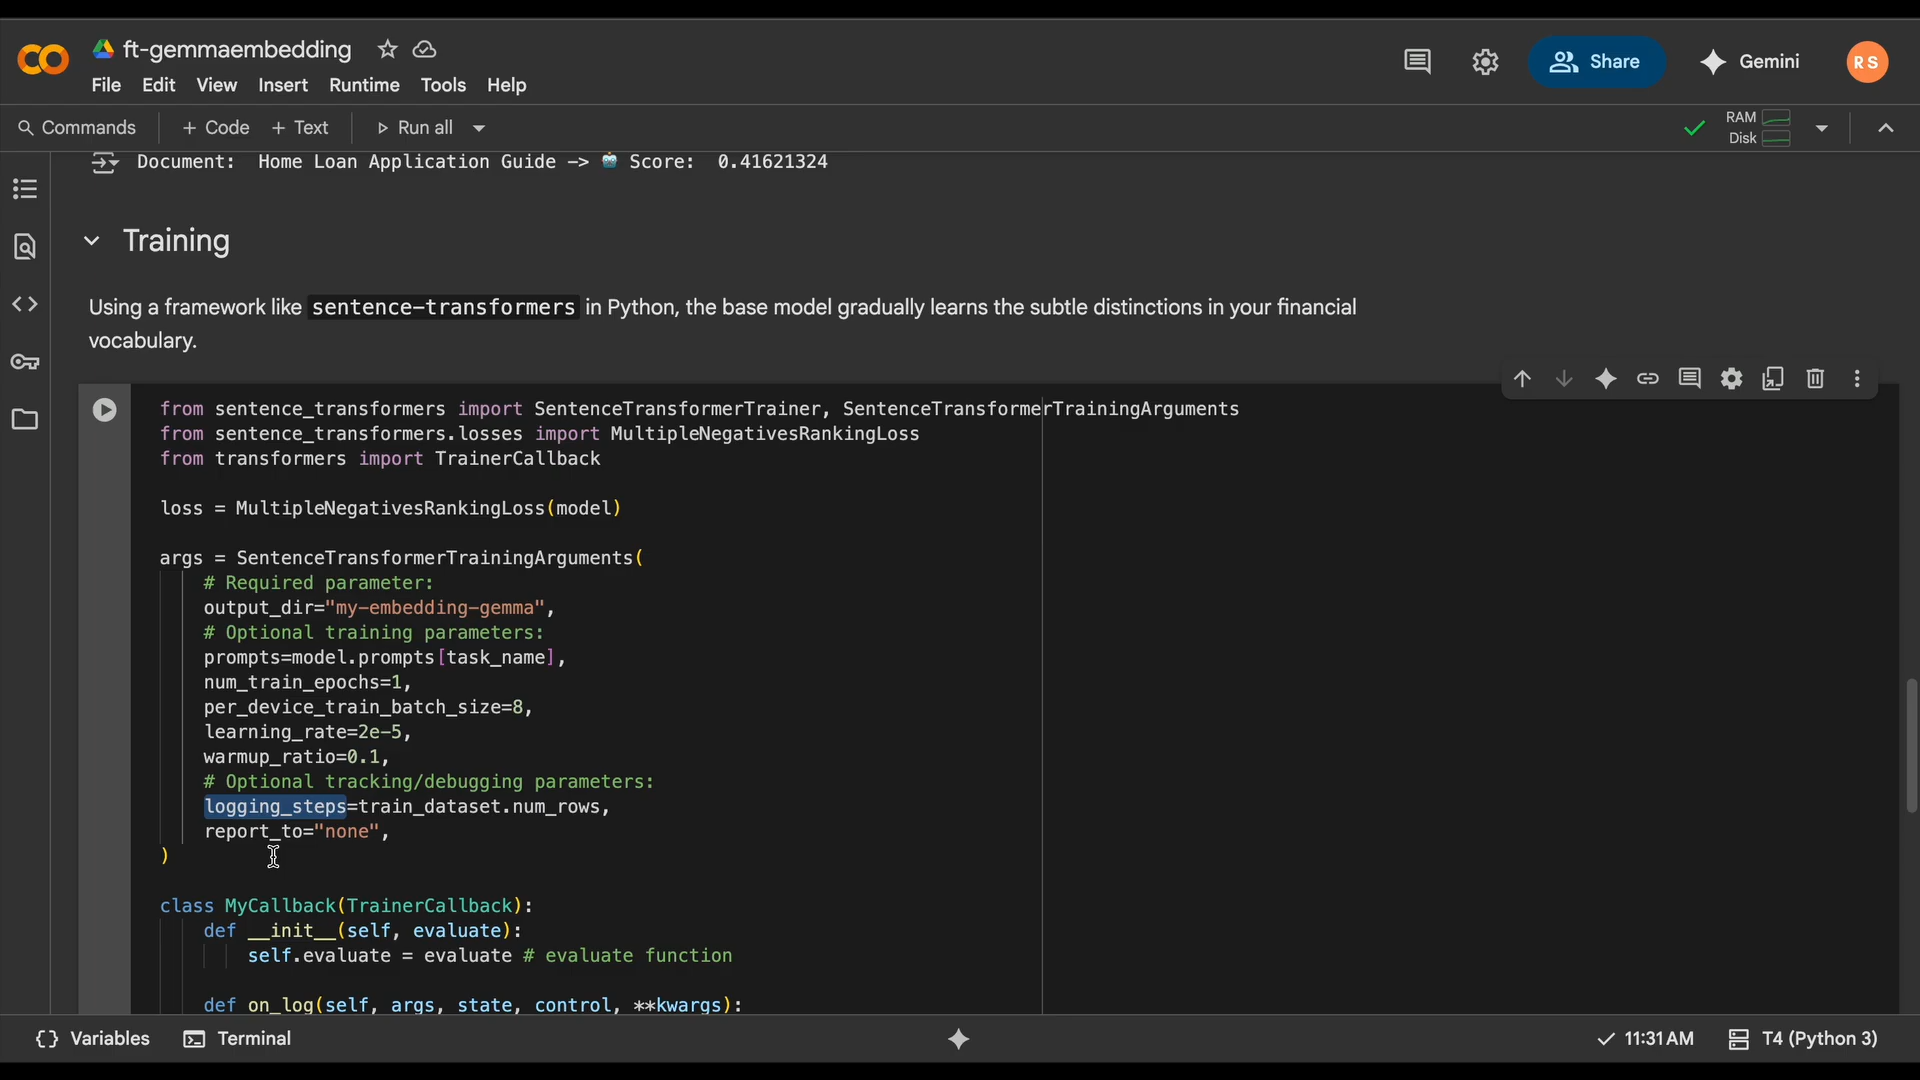 ft-gemmaembedding
File Edit View Insert Runtime Tools Help
Share
Gemini
RS
Commands
+ Code + Text
Run all
RAM
Disk
Document: Home Loan Application Guide -> 🤖 Score: 0.41621324
Training
Using a framework like sentence-transformers in Python, the base model gradually learns the subtle distinctions in your financial
vocabulary.
from sentence_transformers import SentenceTransformerTrainer, SentenceTransformerTrainingArguments
from sentence_transformers.losses import MultipleNegativesRankingLoss
from transformers import TrainerCallback
loss = MultipleNegativesRankingLoss(model)
args = SentenceTransformerTrainingArguments(
# Required parameter:
output_dir="my-embedding-gemma",
# Optional training parameters:
prompts=model.prompts[task_name],
num_train_epochs=1,
per_device_train_batch_size=8,
learning_rate=2e-5,
warmup_ratio=0.1,
# Optional tracking/debugging parameters:
logging_steps=train_dataset.num_rows,
report_to="none",
)
class MyCallback(TrainerCallback):
def __init__(self, evaluate):
self.evaluate = evaluate # evaluate function
def on_log(self, args, state, control, **kwargs):
{} Variables
Terminal
11:31 AM
T4 (Python 3)